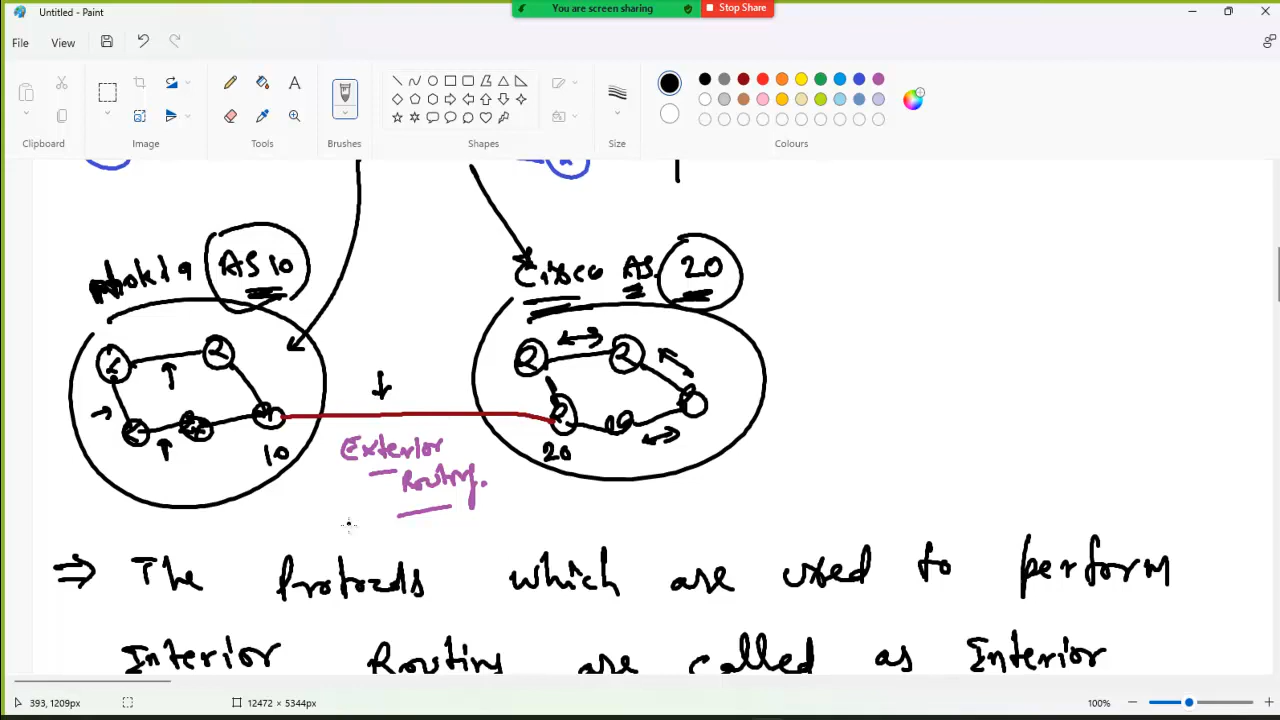 Untitled - Paint
You are screen sharing
Stop Share
File
View
Clipboard
Image
Tools
Brushes
Shapes
Size
Colours
Nokia AS10
Cisco AS. 20
10
20
Exterior
Routing.
⇒ The Protocols which are used to perform
Interior Routing are called as Interior
393, 1209px
12472 × 5344px
100%